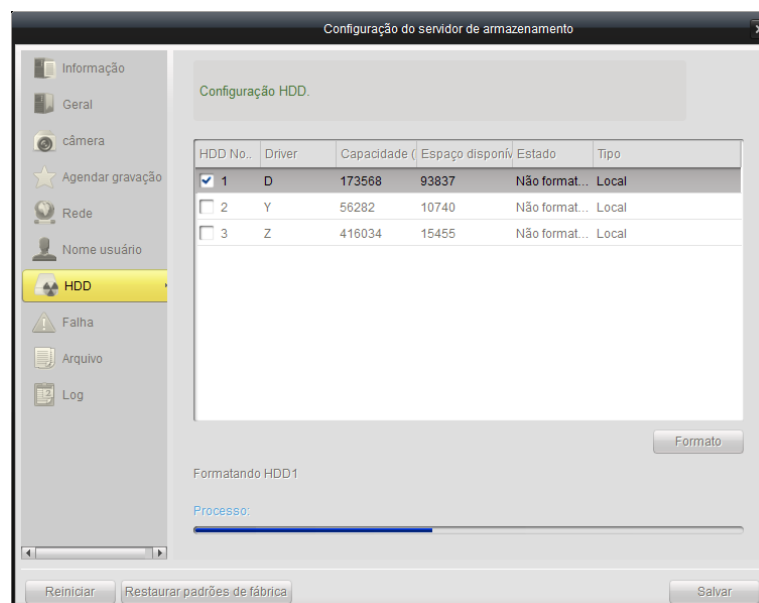 Configuração do servidor de armazenamento
Informação
Geral
câmera
Agendar gravação
Rede
Nome usuário
HDD
Falha
Arquivo
Log
Configuração HDD.
HDD No.. Driver Capacidade ( Espaço disponív Estado Tipo
1 D 173568 93837 Não format... Local
2 Y 56282 10740 Não format... Local
3 Z 416034 15455 Não format... Local
Formato
Formatando HDD1
Processo:
Reiniciar Restaurar padrões de fábrica Salvar